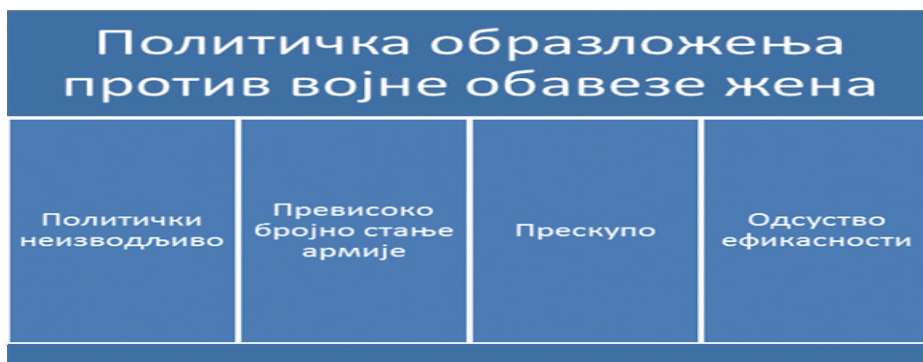 Политичка образложења
против војне обавезе жена
Политички
неизводљиво
Превисоко
бројно стање
армије
Прескупо
Одсуство
ефикасности